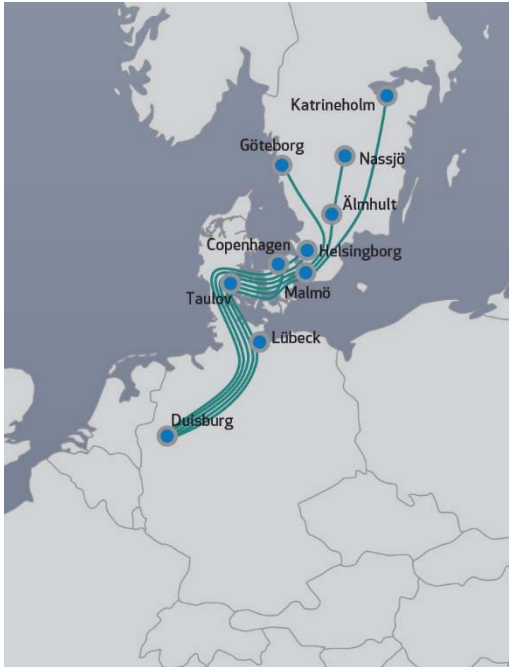 Katrineholm
Göteborg
Nassjö
Älmhult
Copenhagen
Helsingborg
Taulov
Malmö
Lübeck
Duisburg